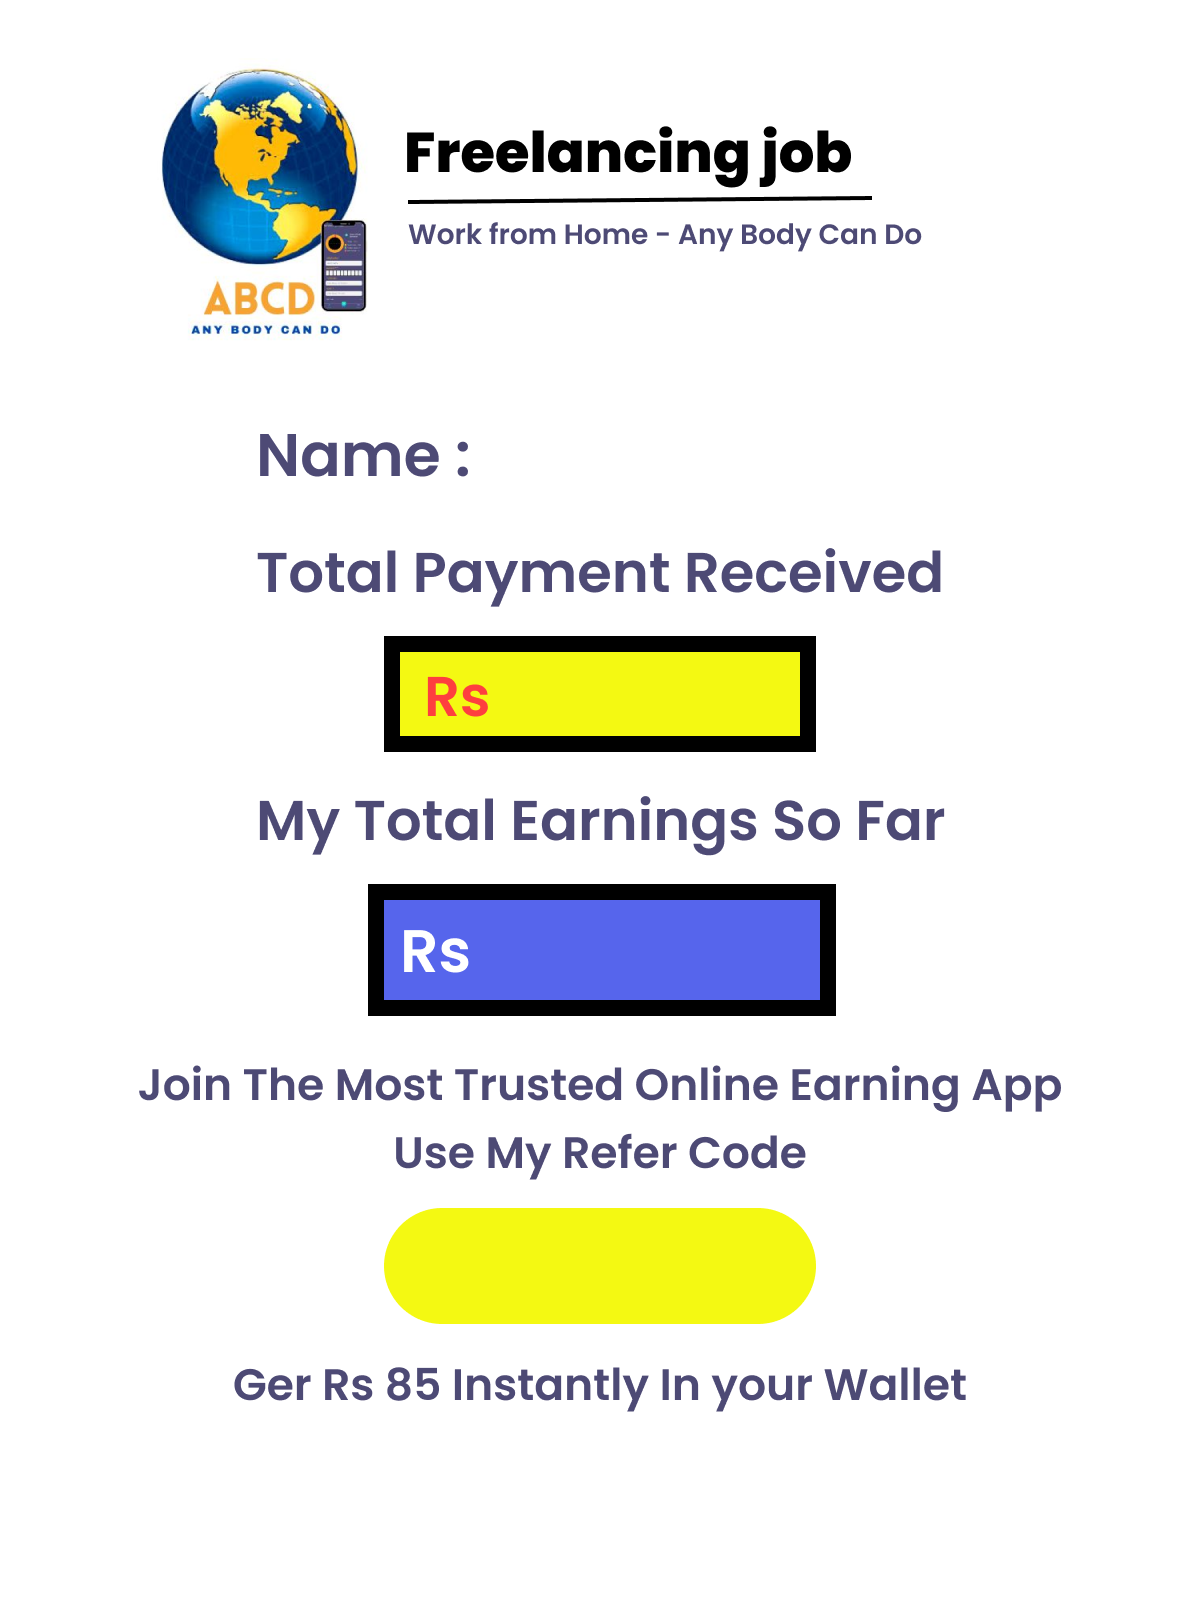 Freelancing job
Work from Home - Any Body Can Do
ABCD
ANY BODY CAN DO
Name :
Total Payment Received
Rs
My Total Earnings So Far
Rs
Join The Most Trusted Online Earning App
Use My Refer Code
Ger Rs 85 Instantly In your Wallet